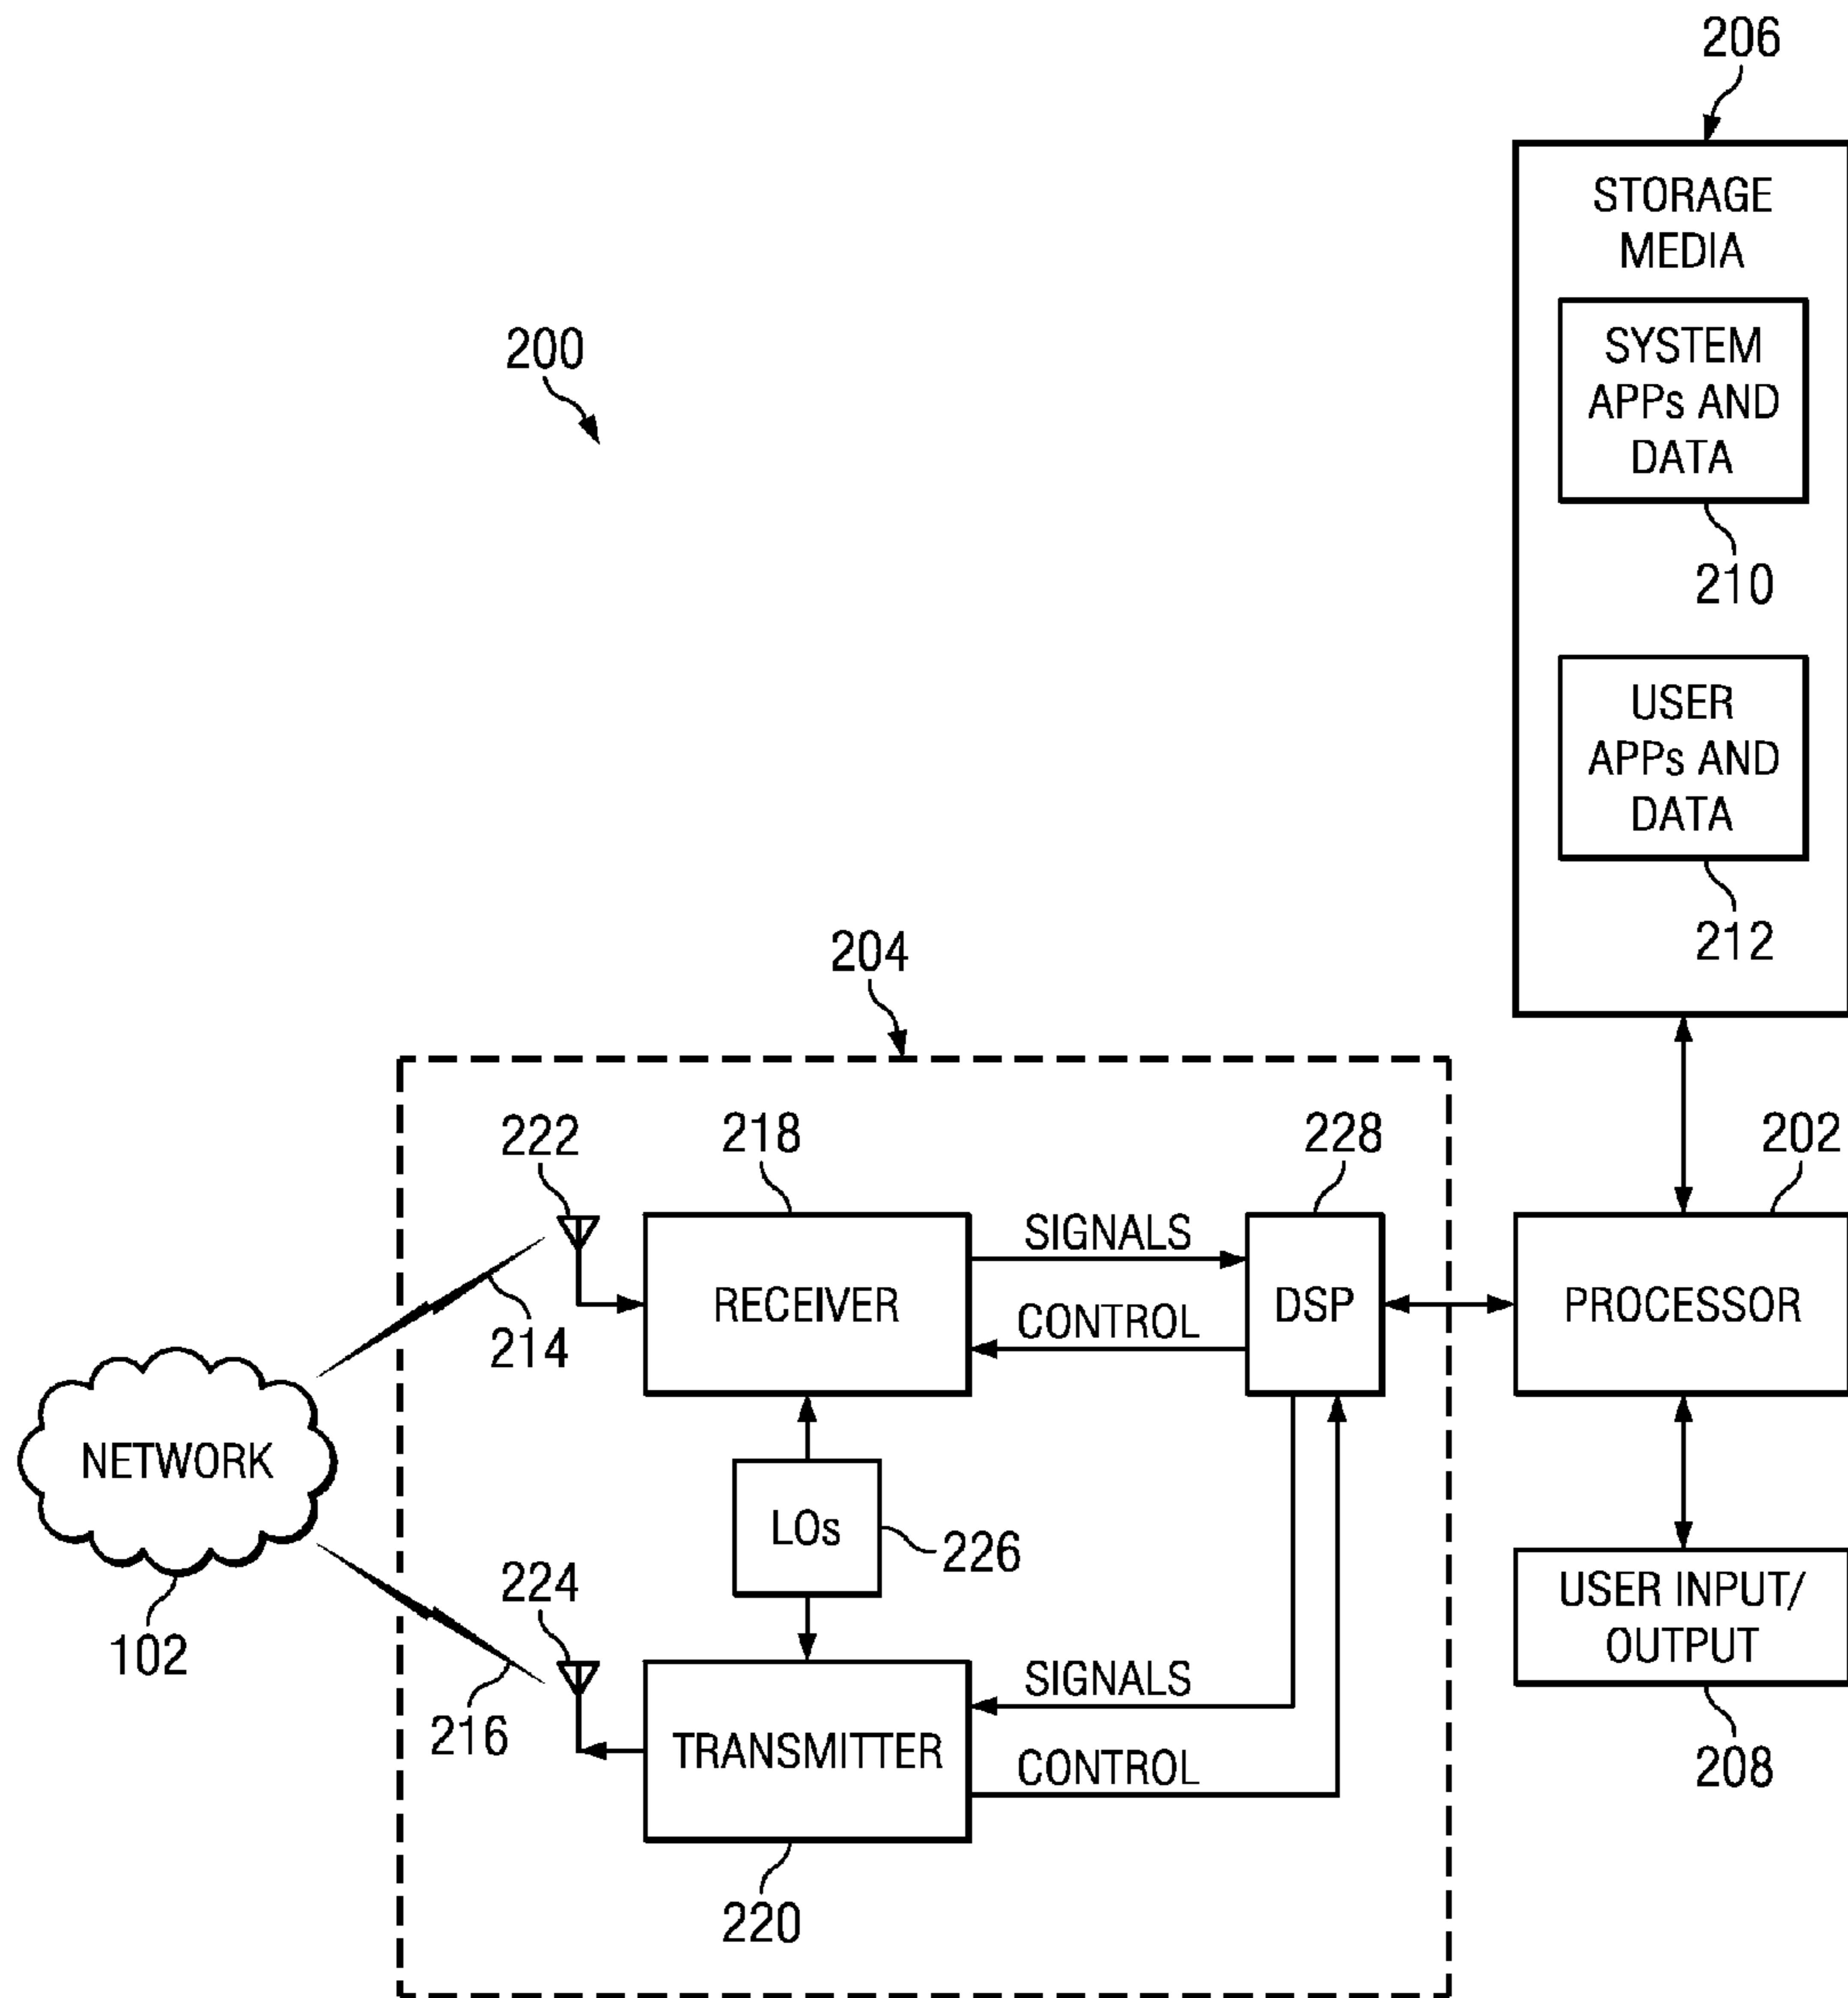 206
STORAGE
MEDIA
SYSTEM
APPs AND
DATA
210
USER
APPs AND
DATA
212
200
204
222
218
228
202
SIGNALS
RECEIVER
CONTROL
DSP
PROCESSOR
214
NETWORK
LOs
226
102
224
216
SIGNALS
TRANSMITTER
CONTROL
220
USER INPUT/
OUTPUT
208